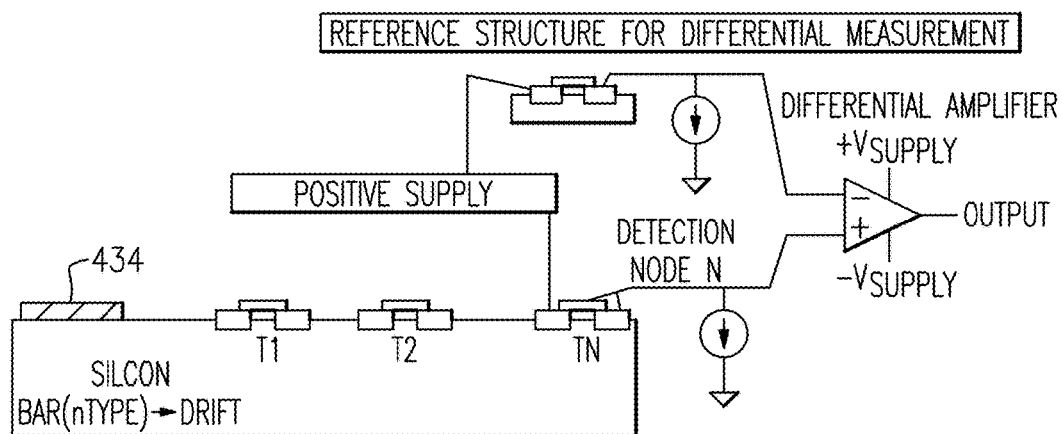 REFERENCE STRUCTURE FOR DIFFERENTIAL MEASUREMENT
DIFFERENTIAL AMPLIFIER
+VSUPPLY
POSITIVE SUPPLY
−
+
OUTPUT
DETECTION
NODE N
−VSUPPLY
434
T1
T2
TN
SILCON
BAR(nTYPE)→DRIFT